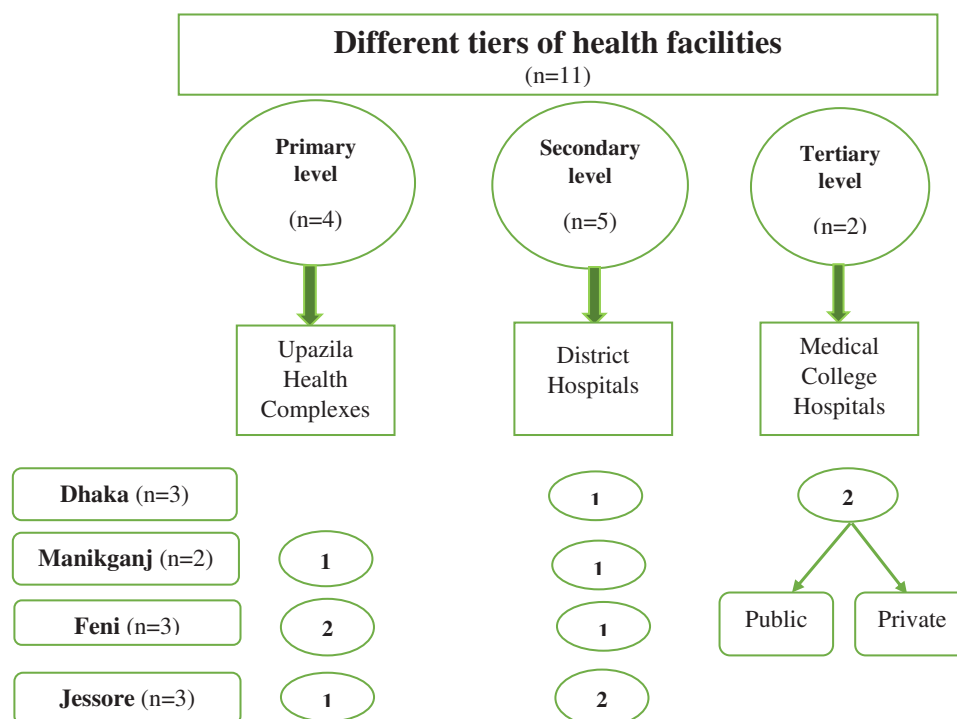 Different tiers of health facilities
(n=11)
Primary
level
(n=4)
Secondary
level
(n=5)
Tertiary
level
(n=2)
Upazila
Health
Complexes
District
Hospitals
Medical
College
Hospitals
Dhaka (n=3)
1
2
Manikganj (n=2)
1
1
Feni (n=3)
2
1
Public
Private
Jessore (n=3)
1
2